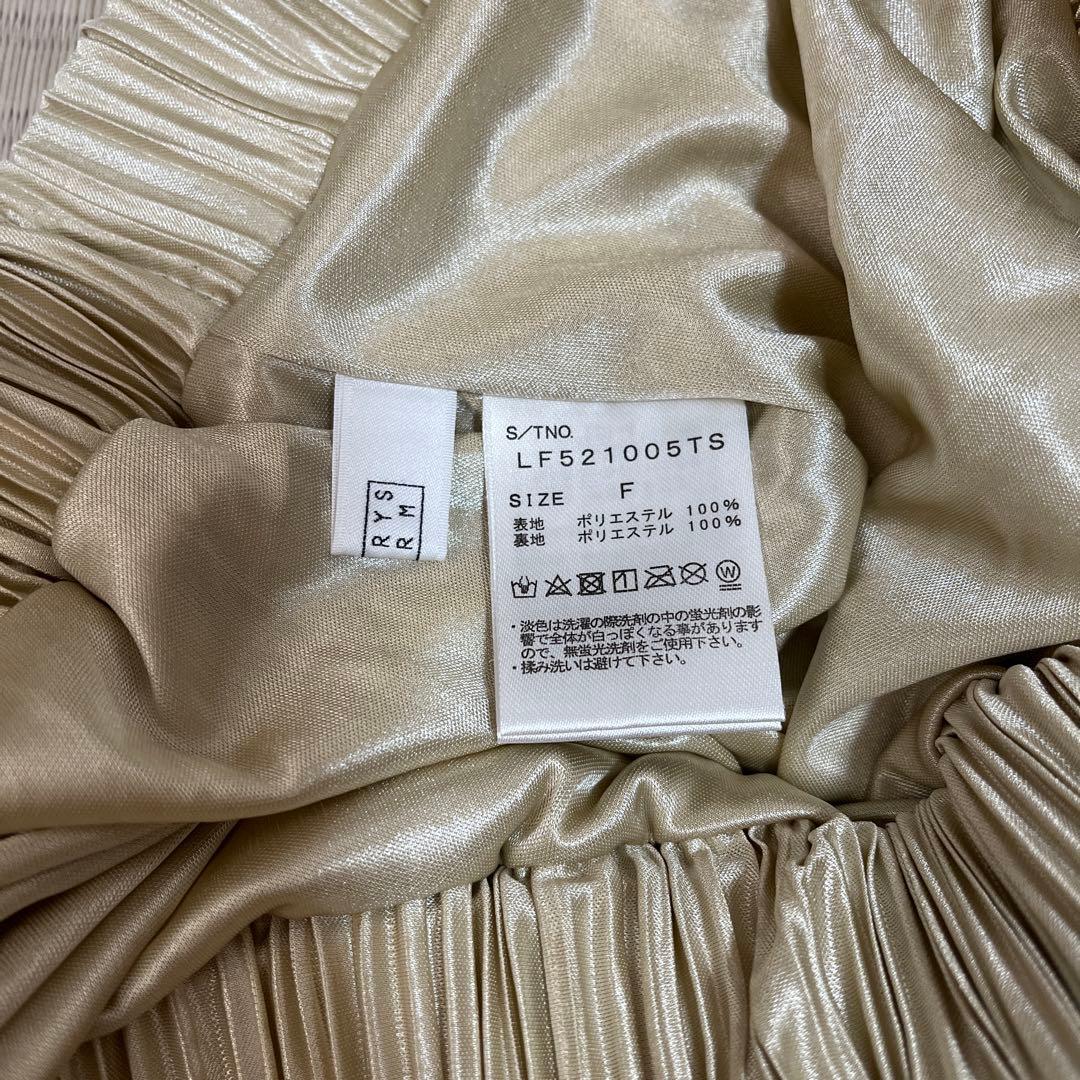 RYS
RM
S/TNO.
LF521005TS
SIZE F
表地 ポリエステル 100%
裏地 ポリエステル 100%
W
・淡色は洗濯の際洗剤の中の蛍光剤の影
響で全体が白っぽくなる事があります
ので、無蛍光洗剤をご使用下さい。
・揉み洗いは避けて下さい。